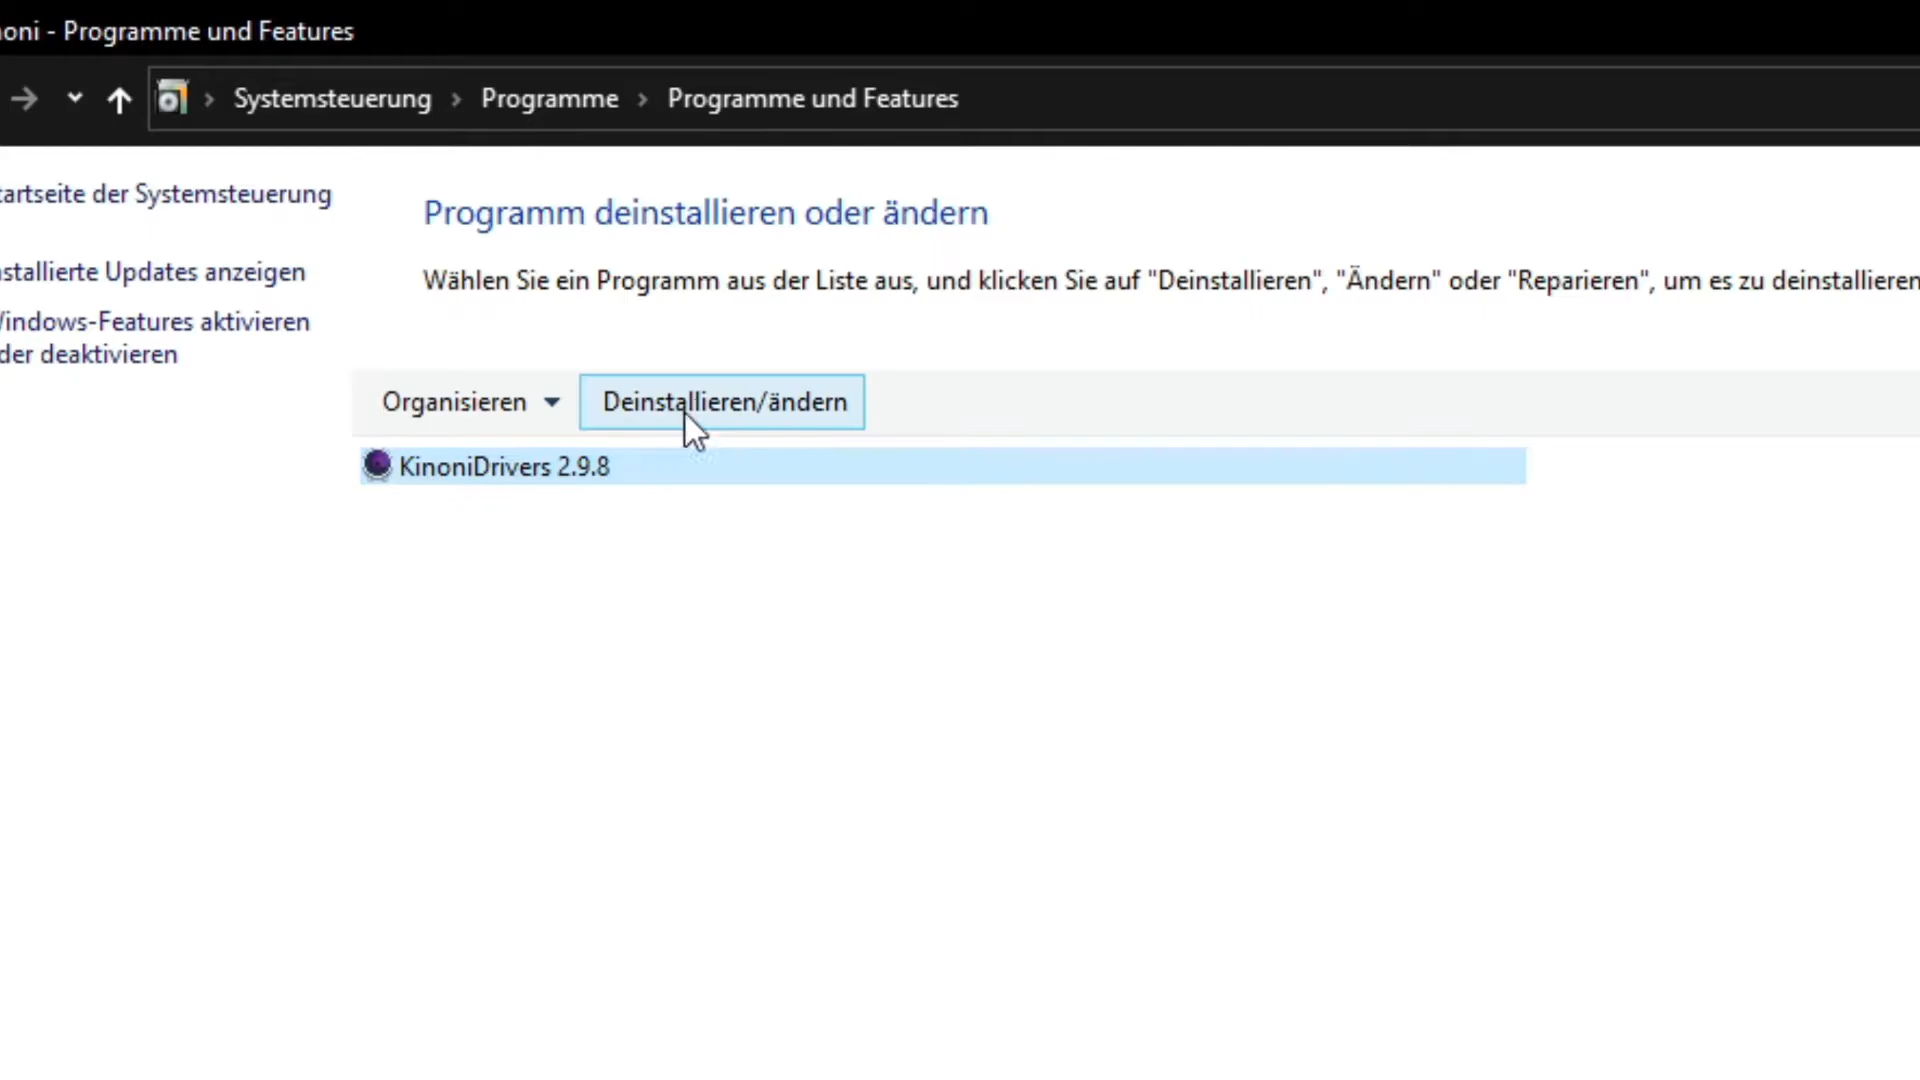 oni - Programme und Features
Systemsteuerung > Programme > Programme und Features
tartseite der Systemsteuerung
stallierte Updates anzeigen
indows-Features aktivieren
der deaktivieren
Programm deinstallieren oder ändern
Wählen Sie ein Programm aus der Liste aus, und klicken Sie auf "Deinstallieren", "Ändern" oder "Reparieren", um es zu deinstallieren
Organisieren Deinstallieren/ändern
KinoniDrivers 2.9.8